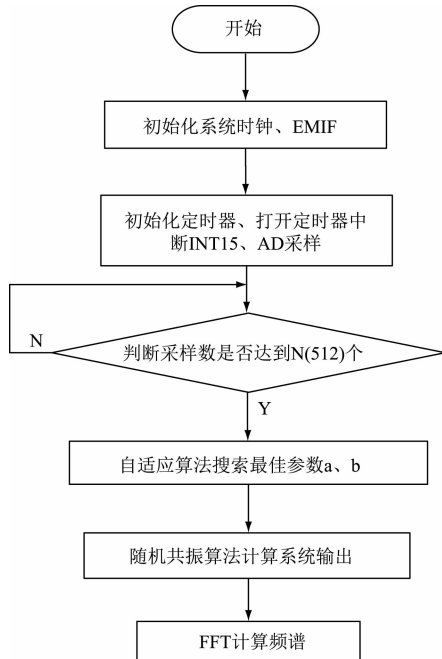 开始
初始化系统时钟、EMIF
初始化定时器、打开定时器中
断INT15、AD采样
N
判断采样数是否达到N(512)个
Y
自适应算法搜索最佳参数a、b
随机共振算法计算系统输出
FFT计算频谱